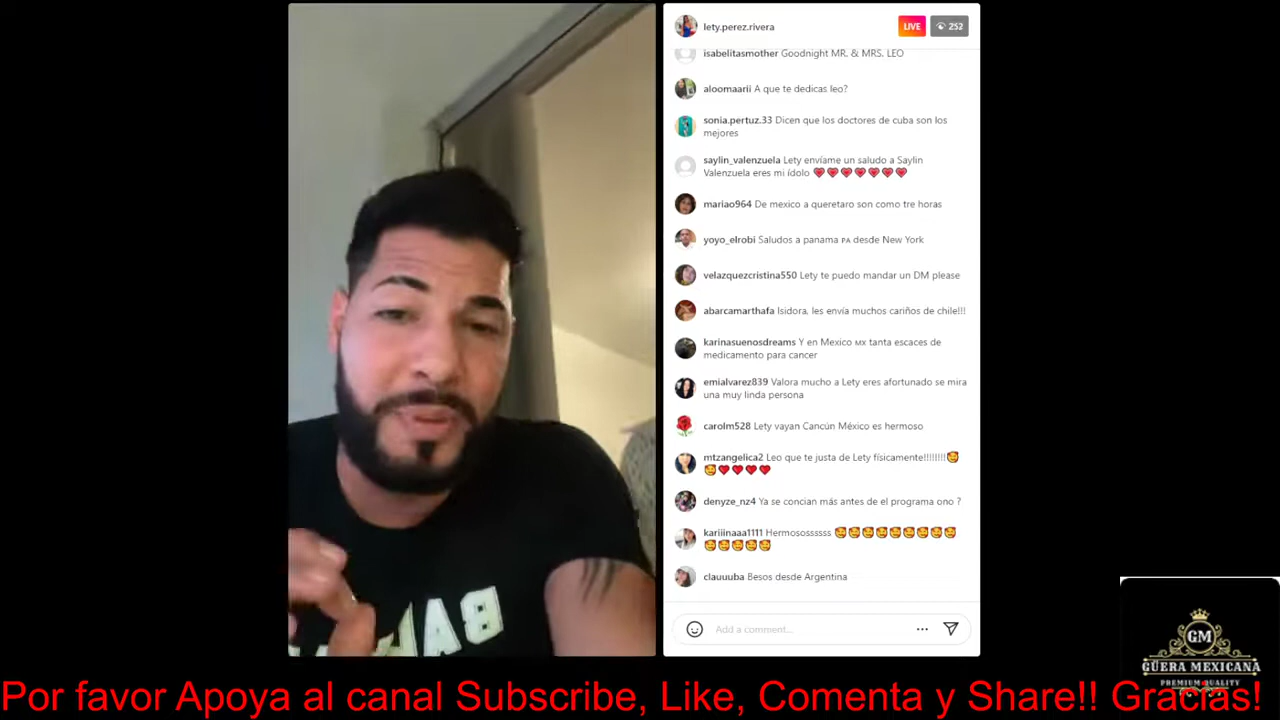 lety.perez.rivera
LIVE
252
isabelitasmother Goodnight MR. & MRS. LEO
aloomaarii A que te dedicas leo?
sonia.pertuz.33 Dicen que los doctores de cuba son los
mejores
saylin_valenzuela Lety envíame un saludo a Saylin
Valenzuela eres mi ídolo 💗💗💗💗💗💗💗
mariao964 De mexico a queretaro son como tre horas
yoyo_elrobi Saludos a panama PA desde New York
velazquezcristina550 Lety te puedo mandar un DM please
abarcamarthafa Isidora, les envía muchos cariños de chile!!!
karinasuenosdreams Y en Mexico MX tanta escaces de
medicamento para cancer
emialvarez839 Valora mucho a Lety eres afortunado se mira
una muy linda persona
carolm528 Lety vayan Cancún México es hermoso
mtzangelica2 Leo que te justa de Lety físicamente!!!!!!!!🥰
🥰❤❤❤❤
denyze_nz4 Ya se concian más antes de el programa ono ?
kariiinaaa1111 Hermosossssss 🥰🥰🥰🥰🥰🥰🥰🥰🥰
🥰🥰🥰🥰🥰
clauuuba Besos desde Argentina
Add a comment...
GM
GÜERA MEXICANA
PREMIUM QUALITY
Por favor Apoya al canal Subscribe, Like, Comenta y Share!! Gracias!